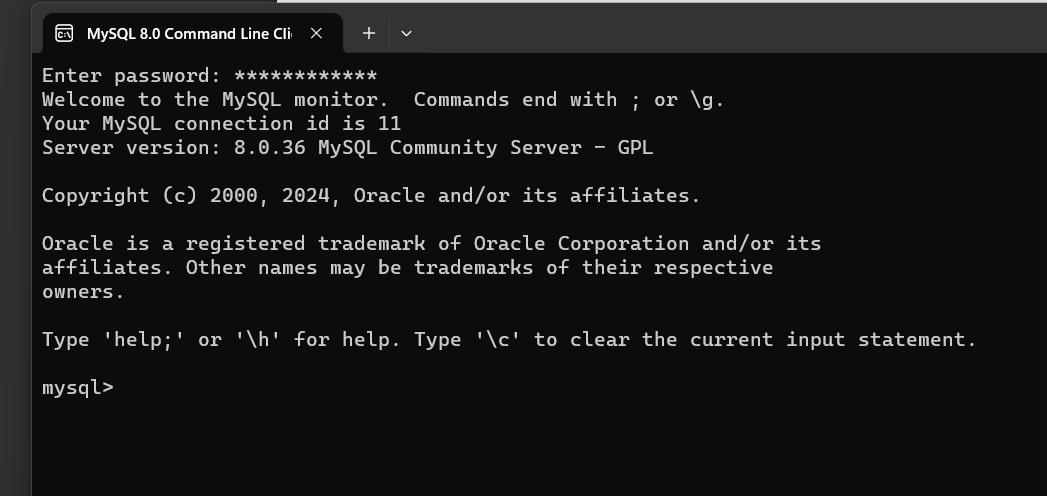 MySQL 8.0 Command Line Cli
Enter password: ************
Welcome to the MySQL monitor.  Commands end with ; or \g.
Your MySQL connection id is 11
Server version: 8.0.36 MySQL Community Server - GPL
Copyright (c) 2000, 2024, Oracle and/or its affiliates.
Oracle is a registered trademark of Oracle Corporation and/or its
affiliates. Other names may be trademarks of their respective
owners.
Type 'help;' or '\h' for help. Type '\c' to clear the current input statement.
mysql>